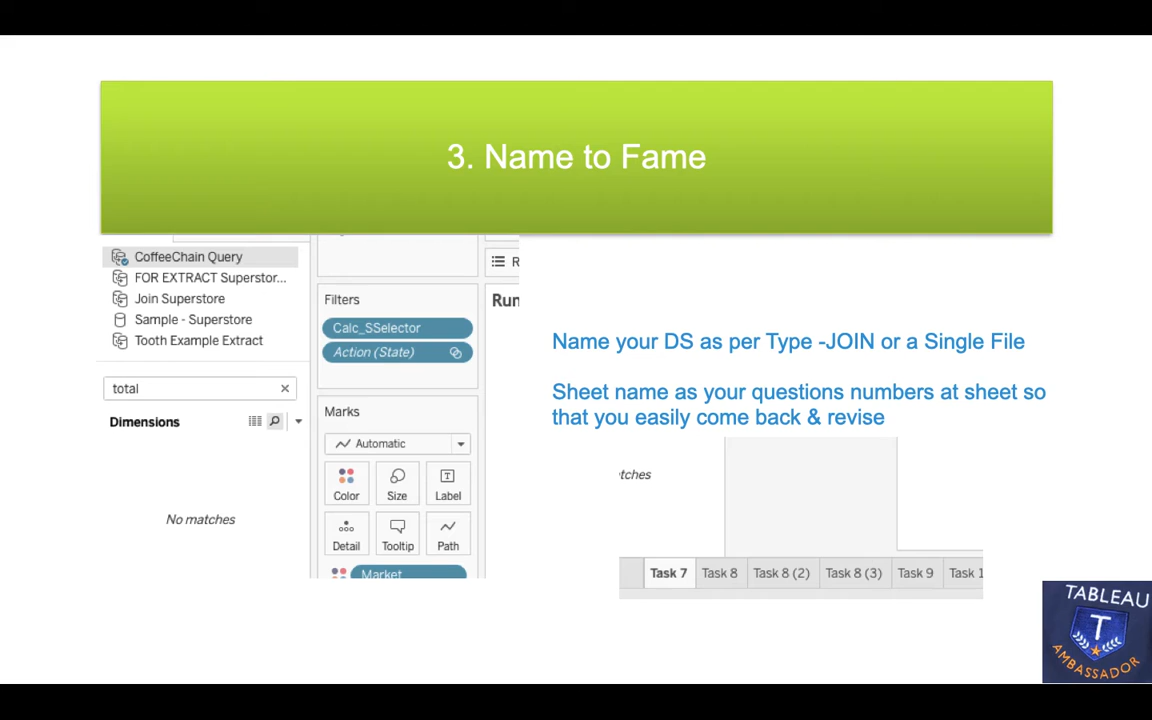 3. Name to Fame
CoffeeChain Query
FOR EXTRACT Superstor...
Join Superstore
Sample - Superstore
Tooth Example Extract
total
Dimensions
No matches
Filters
Calc_SSelector
Action (State)
Marks
Automatic
Color Size Label
Detail Tooltip Path
Market
R
Run
Name your DS as per Type -JOIN or a Single File
Sheet name as your questions numbers at sheet so
that you easily come back & revise
tches
Task 7 Task 8 Task 8 (2) Task 8 (3) Task 9 Task 1
TABLEAU
T
AMBASSADOR